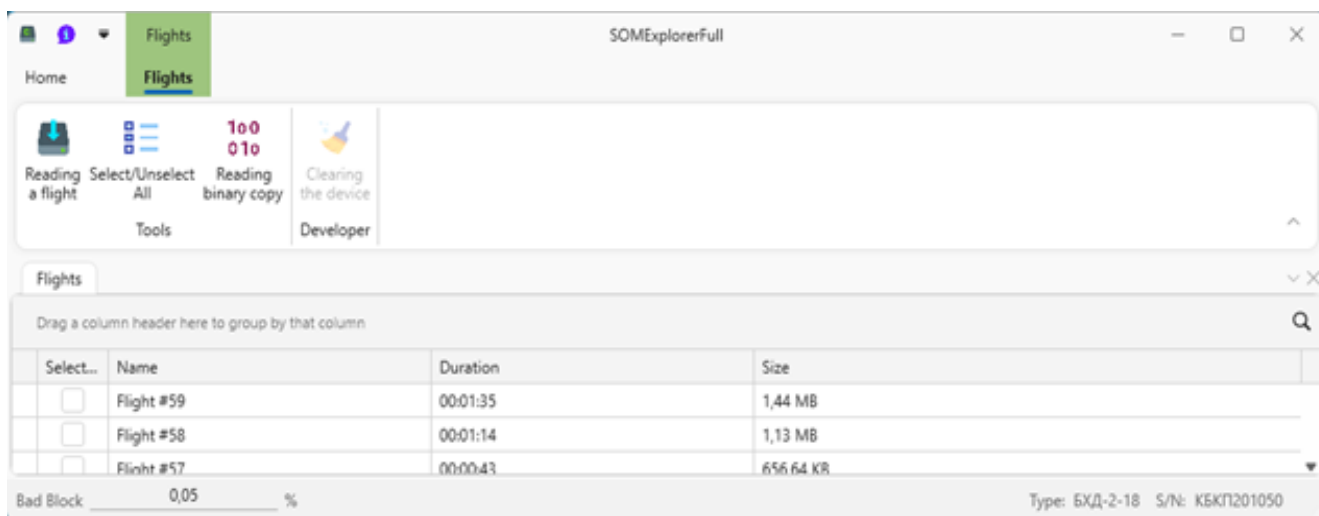 Flights SOMExplorerFull
Home Flights
100
010
Reading Select/Unselect Reading Clearing
a flight All binary copy the device
Tools Developer
Flights
Drag a column header here to group by that column
Select... Name Duration Size
Flight #59 00:01:35 1,44 MB
Flight #58 00:01:14 1,13 MB
Flight #57 00:00:43 656,64 KB
Bad Block 0,05 % Type: БХД-2-18 S/N: КБКП201050